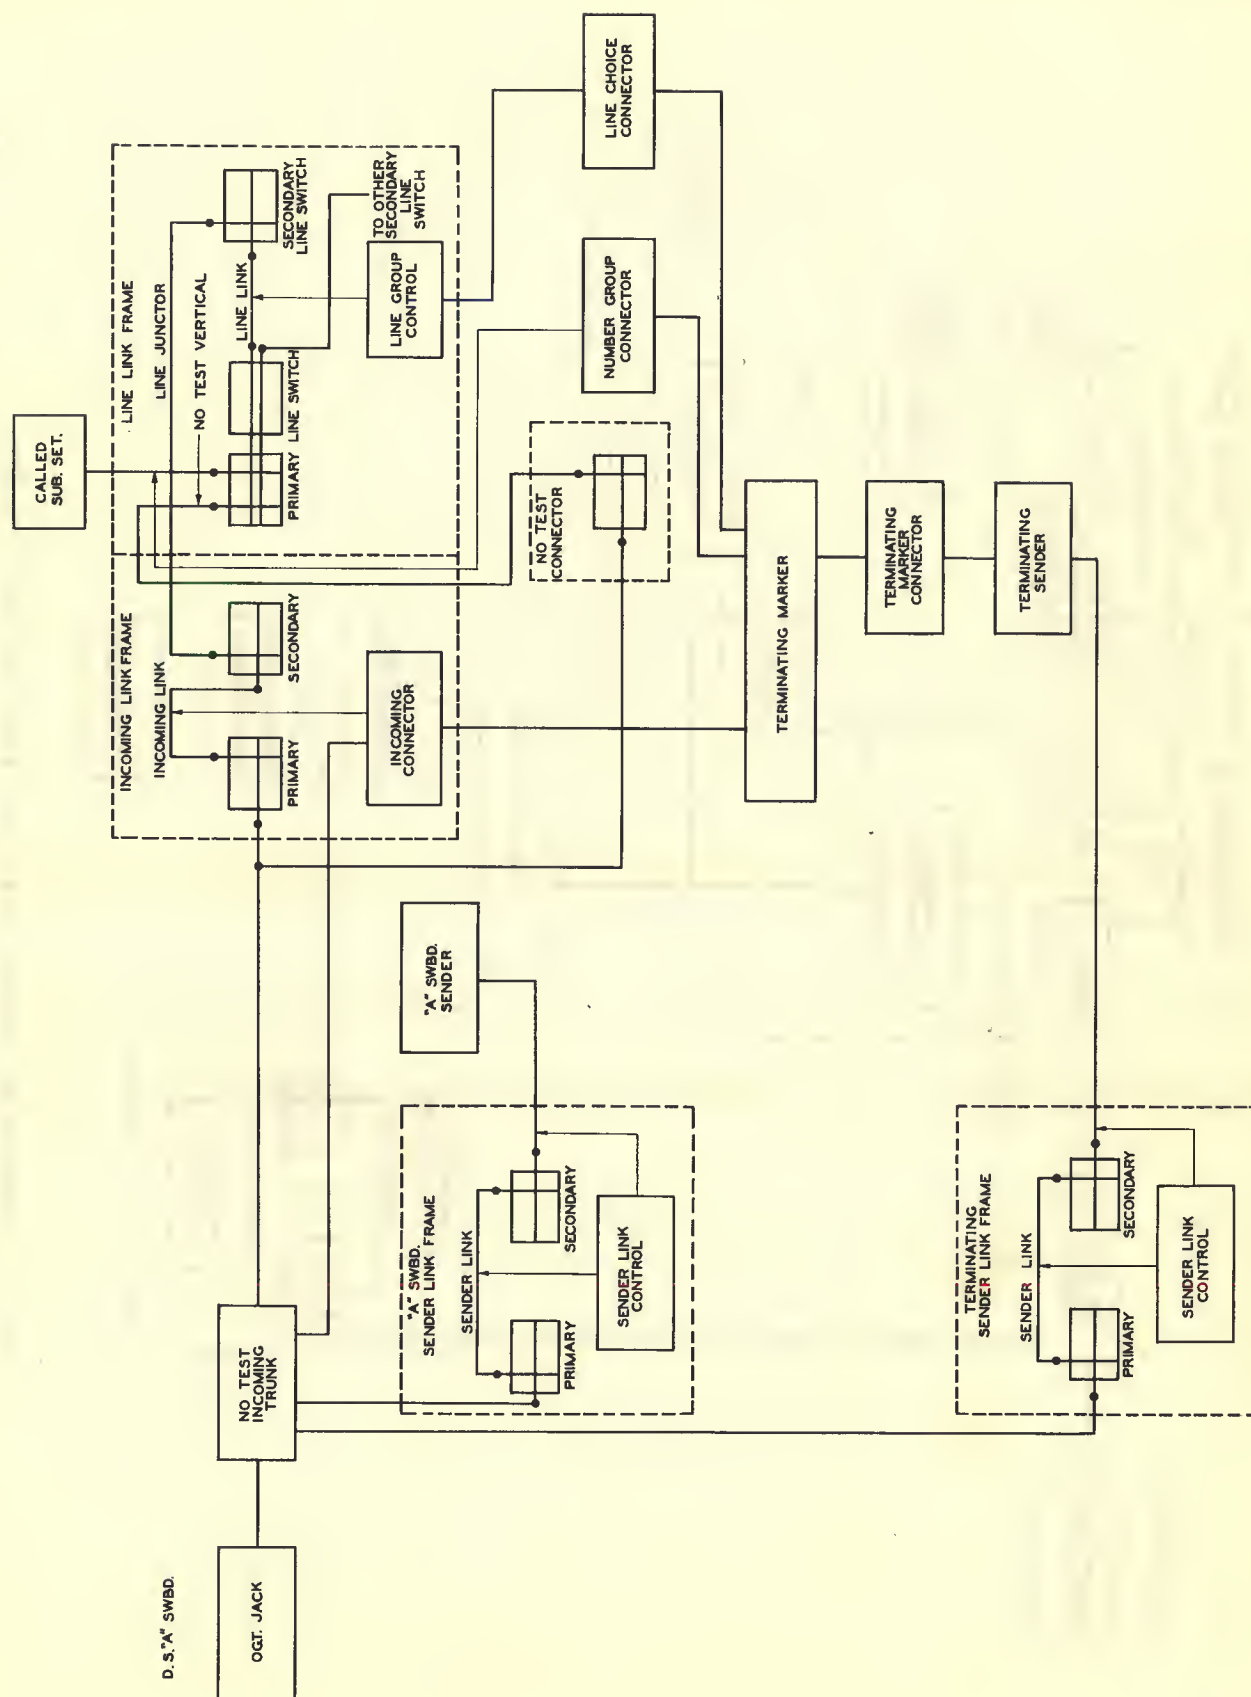 D.S."A" SWBD.
OGT. JACK
NO TEST
INCOMING
TRUNK
"A" SWBD.
SENDER LINK FRAME
SENDER LINK
PRIMARY
SECONDARY
SENDER LINK
CONTROL
"A" SWBD.
SENDER
TERMINATING
SENDER LINK FRAME
SENDER LINK
PRIMARY
SECONDARY
SENDER LINK
CONTROL
INCOMING LINK FRAME
INCOMING LINK
PRIMARY
SECONDARY
INCOMING
CONNECTOR
CALLED
SUB. SET.
LINE LINK FRAME
LINE JUNCTOR
NO TEST VERTICAL
LINE LINK
PRIMARY LINE SWITCH
SECONDARY
LINE SWITCH
TO OTHER
SECONDARY
LINE
SWITCH
LINE GROUP
CONTROL
NO TEST
CONNECTOR
NUMBER GROUP
CONNECTOR
LINE CHOICE
CONNECTOR
TERMINATING MARKER
TERMINATING
MARKER
CONNECTOR
TERMINATING
SENDER